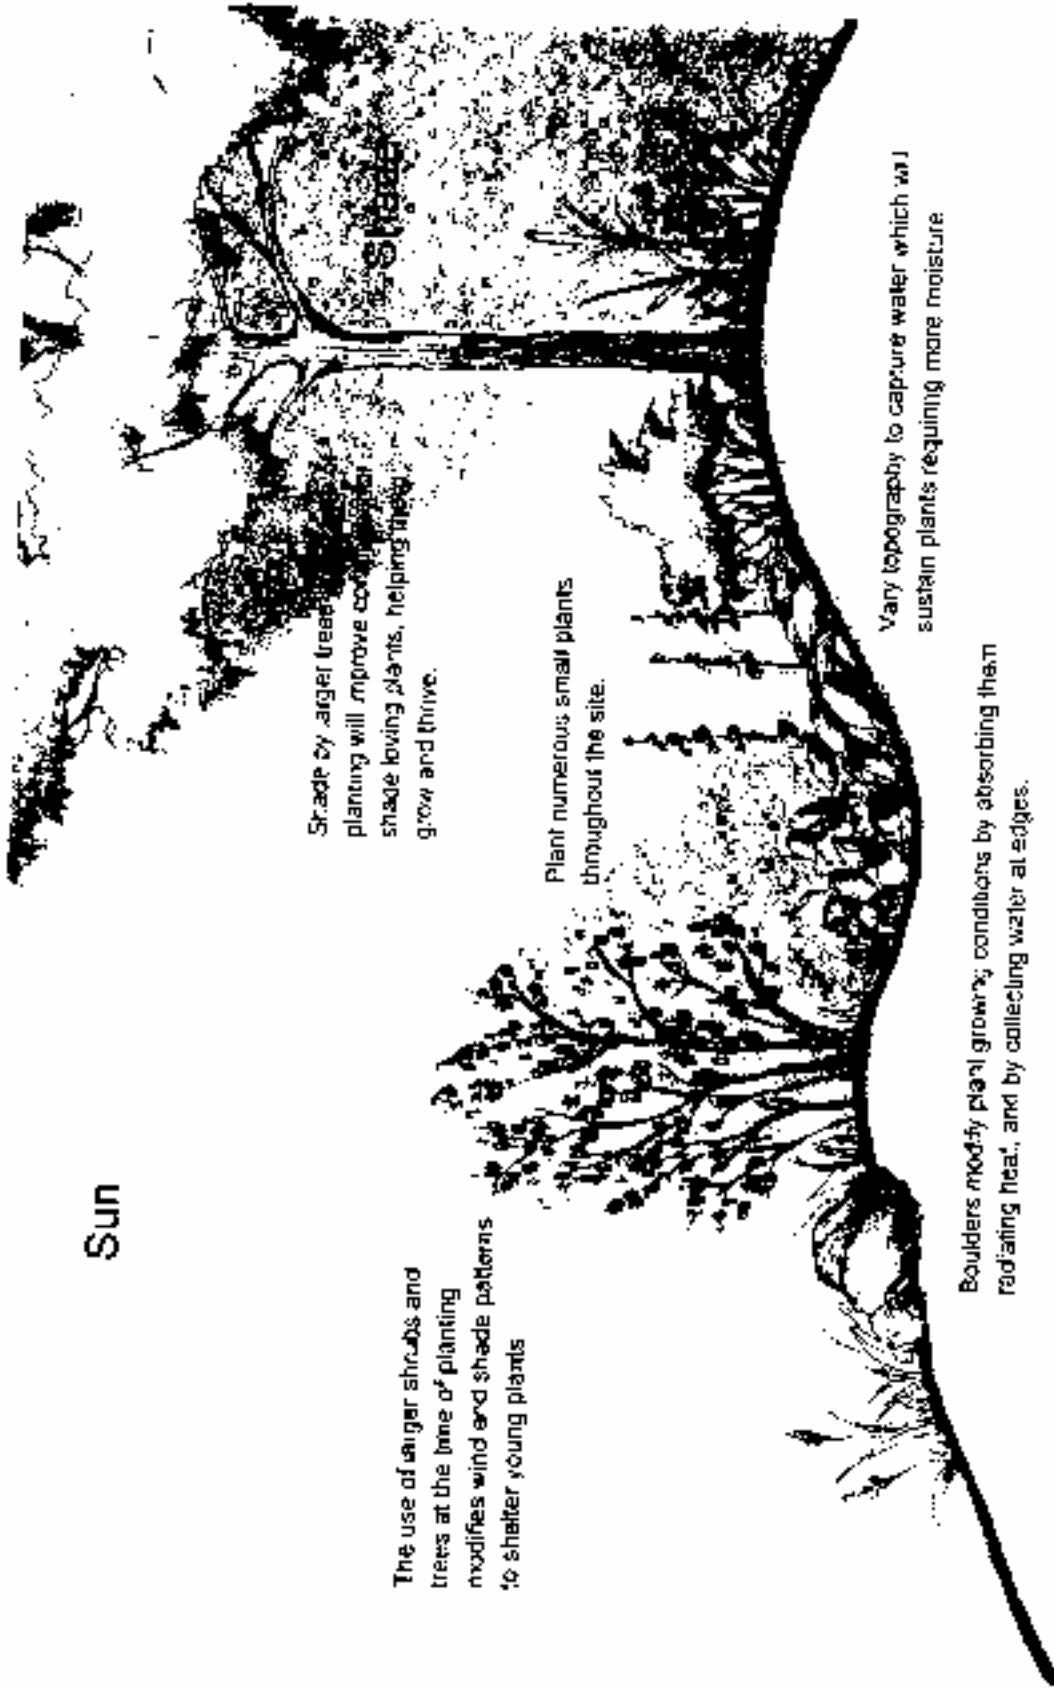 Sun
Shade
The use of larger shrubs and
trees at the time of planting
modifies wind and shade patterns
to shelter young plants
Shade by larger trees
planting will improve
shade loving plants, helping them
grow and thrive.
Plant numerous small plants
throughout the site.
Vary topography to capture water which will
sustain plants requiring more moisture
Boulders modify plant growing conditions by absorbing them
radiating heat, and by collecting water at edges.